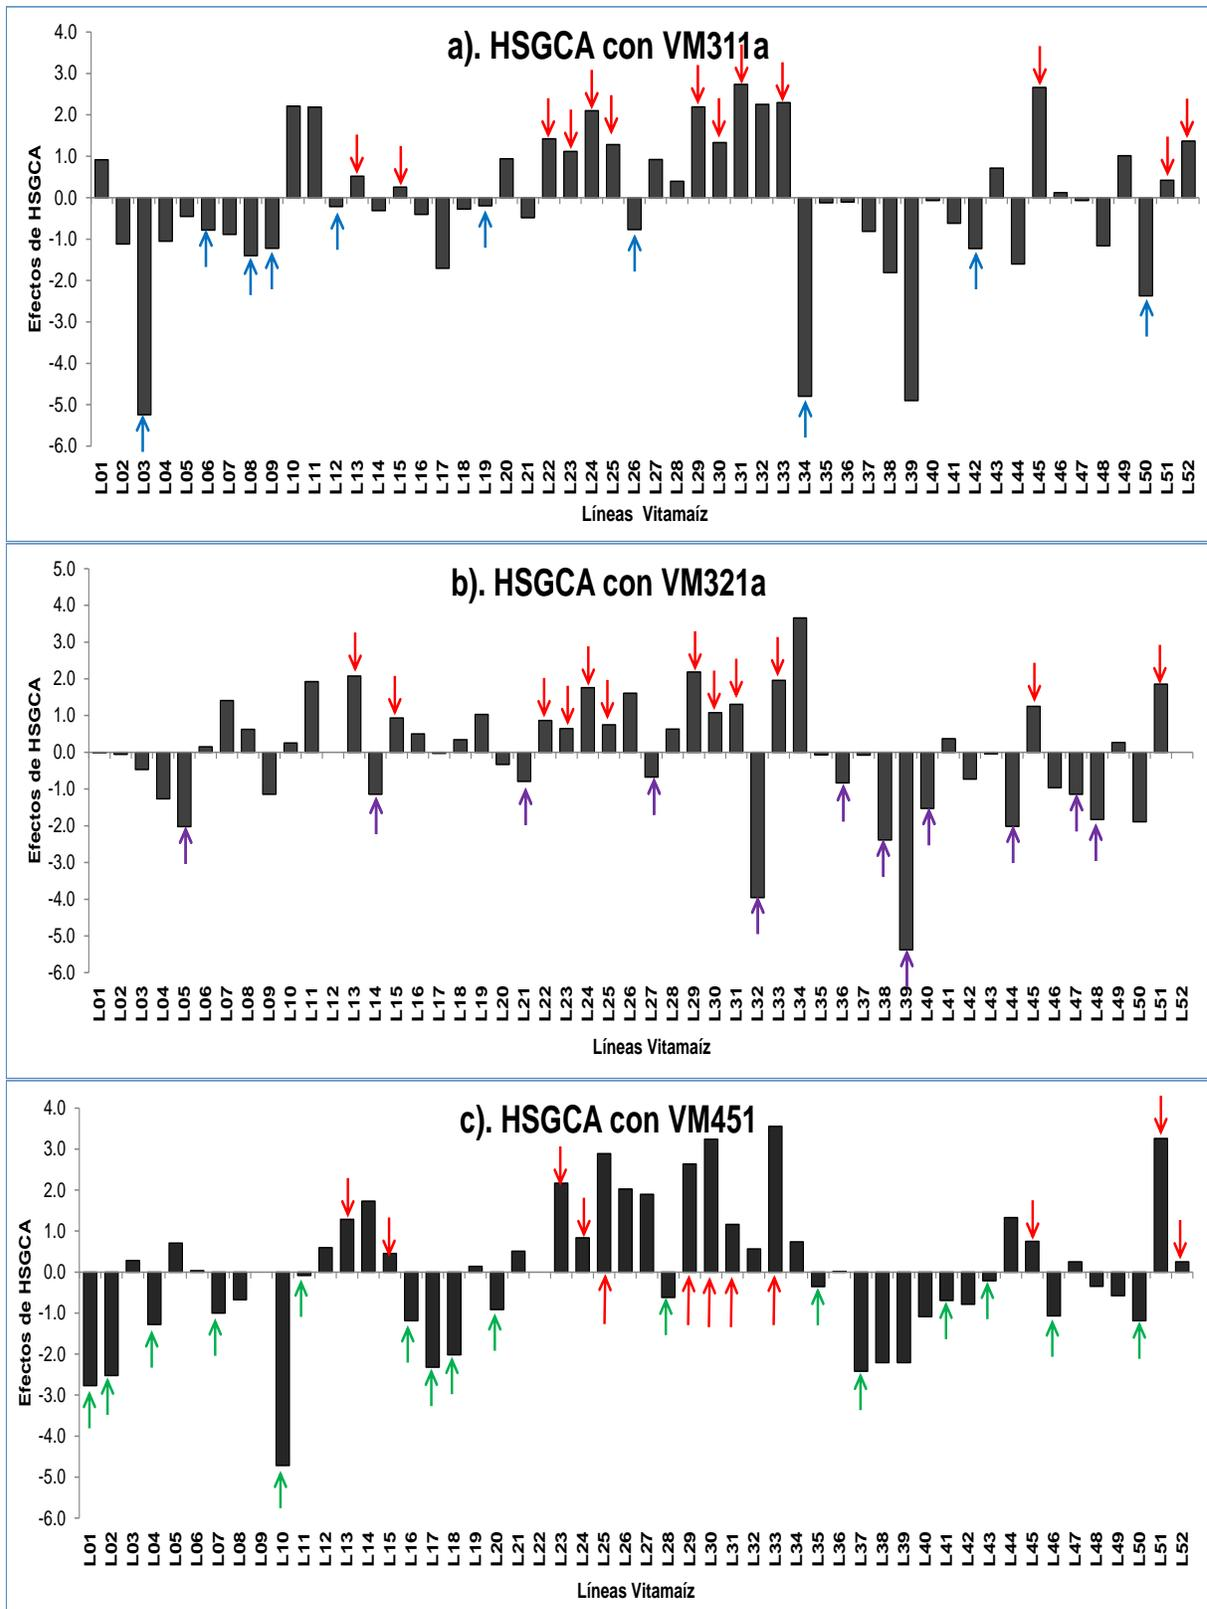 a). HSGCA con VM311a
Efectos de HSGCA
4.0
3.0
2.0
1.0
0.0
-1.0
-2.0
-3.0
-4.0
-5.0
-6.0
L01 L02 L03 L04 L05 L06 L07 L08 L09 L10 L11 L12 L13 L14 L15 L16 L17 L18 L19 L20 L21 L22 L23 L24 L25 L26 L27 L28 L29 L30 L31 L32 L33 L34 L35 L36 L37 L38 L39 L40 L41 L42 L43 L44 L45 L46 L47 L48 L49 L50 L51 L52
Líneas Vitamaíz
b). HSGCA con VM321a
Efectos de HSGCA
5.0
4.0
3.0
2.0
1.0
0.0
-1.0
-2.0
-3.0
-4.0
-5.0
-6.0
L01 L02 L03 L04 L05 L06 L07 L08 L09 L10 L11 L12 L13 L14 L15 L16 L17 L18 L19 L20 L21 L22 L23 L24 L25 L26 L27 L28 L29 L30 L31 L32 L33 L34 L35 L36 L37 L38 L39 L40 L41 L42 L43 L44 L45 L46 L47 L48 L49 L50 L51 L52
Líneas Vitamaíz
c). HSGCA con VM451
Efectos de HSGCA
4.0
3.0
2.0
1.0
0.0
-1.0
-2.0
-3.0
-4.0
-5.0
-6.0
L01 L02 L03 L04 L05 L06 L07 L08 L09 L10 L11 L12 L13 L14 L15 L16 L17 L18 L19 L20 L21 L22 L23 L24 L25 L26 L27 L28 L29 L30 L31 L32 L33 L34 L35 L36 L37 L38 L39 L40 L41 L42 L43 L44 L45 L46 L47 L48 L49 L50 L51 L52
Líneas Vitamaíz